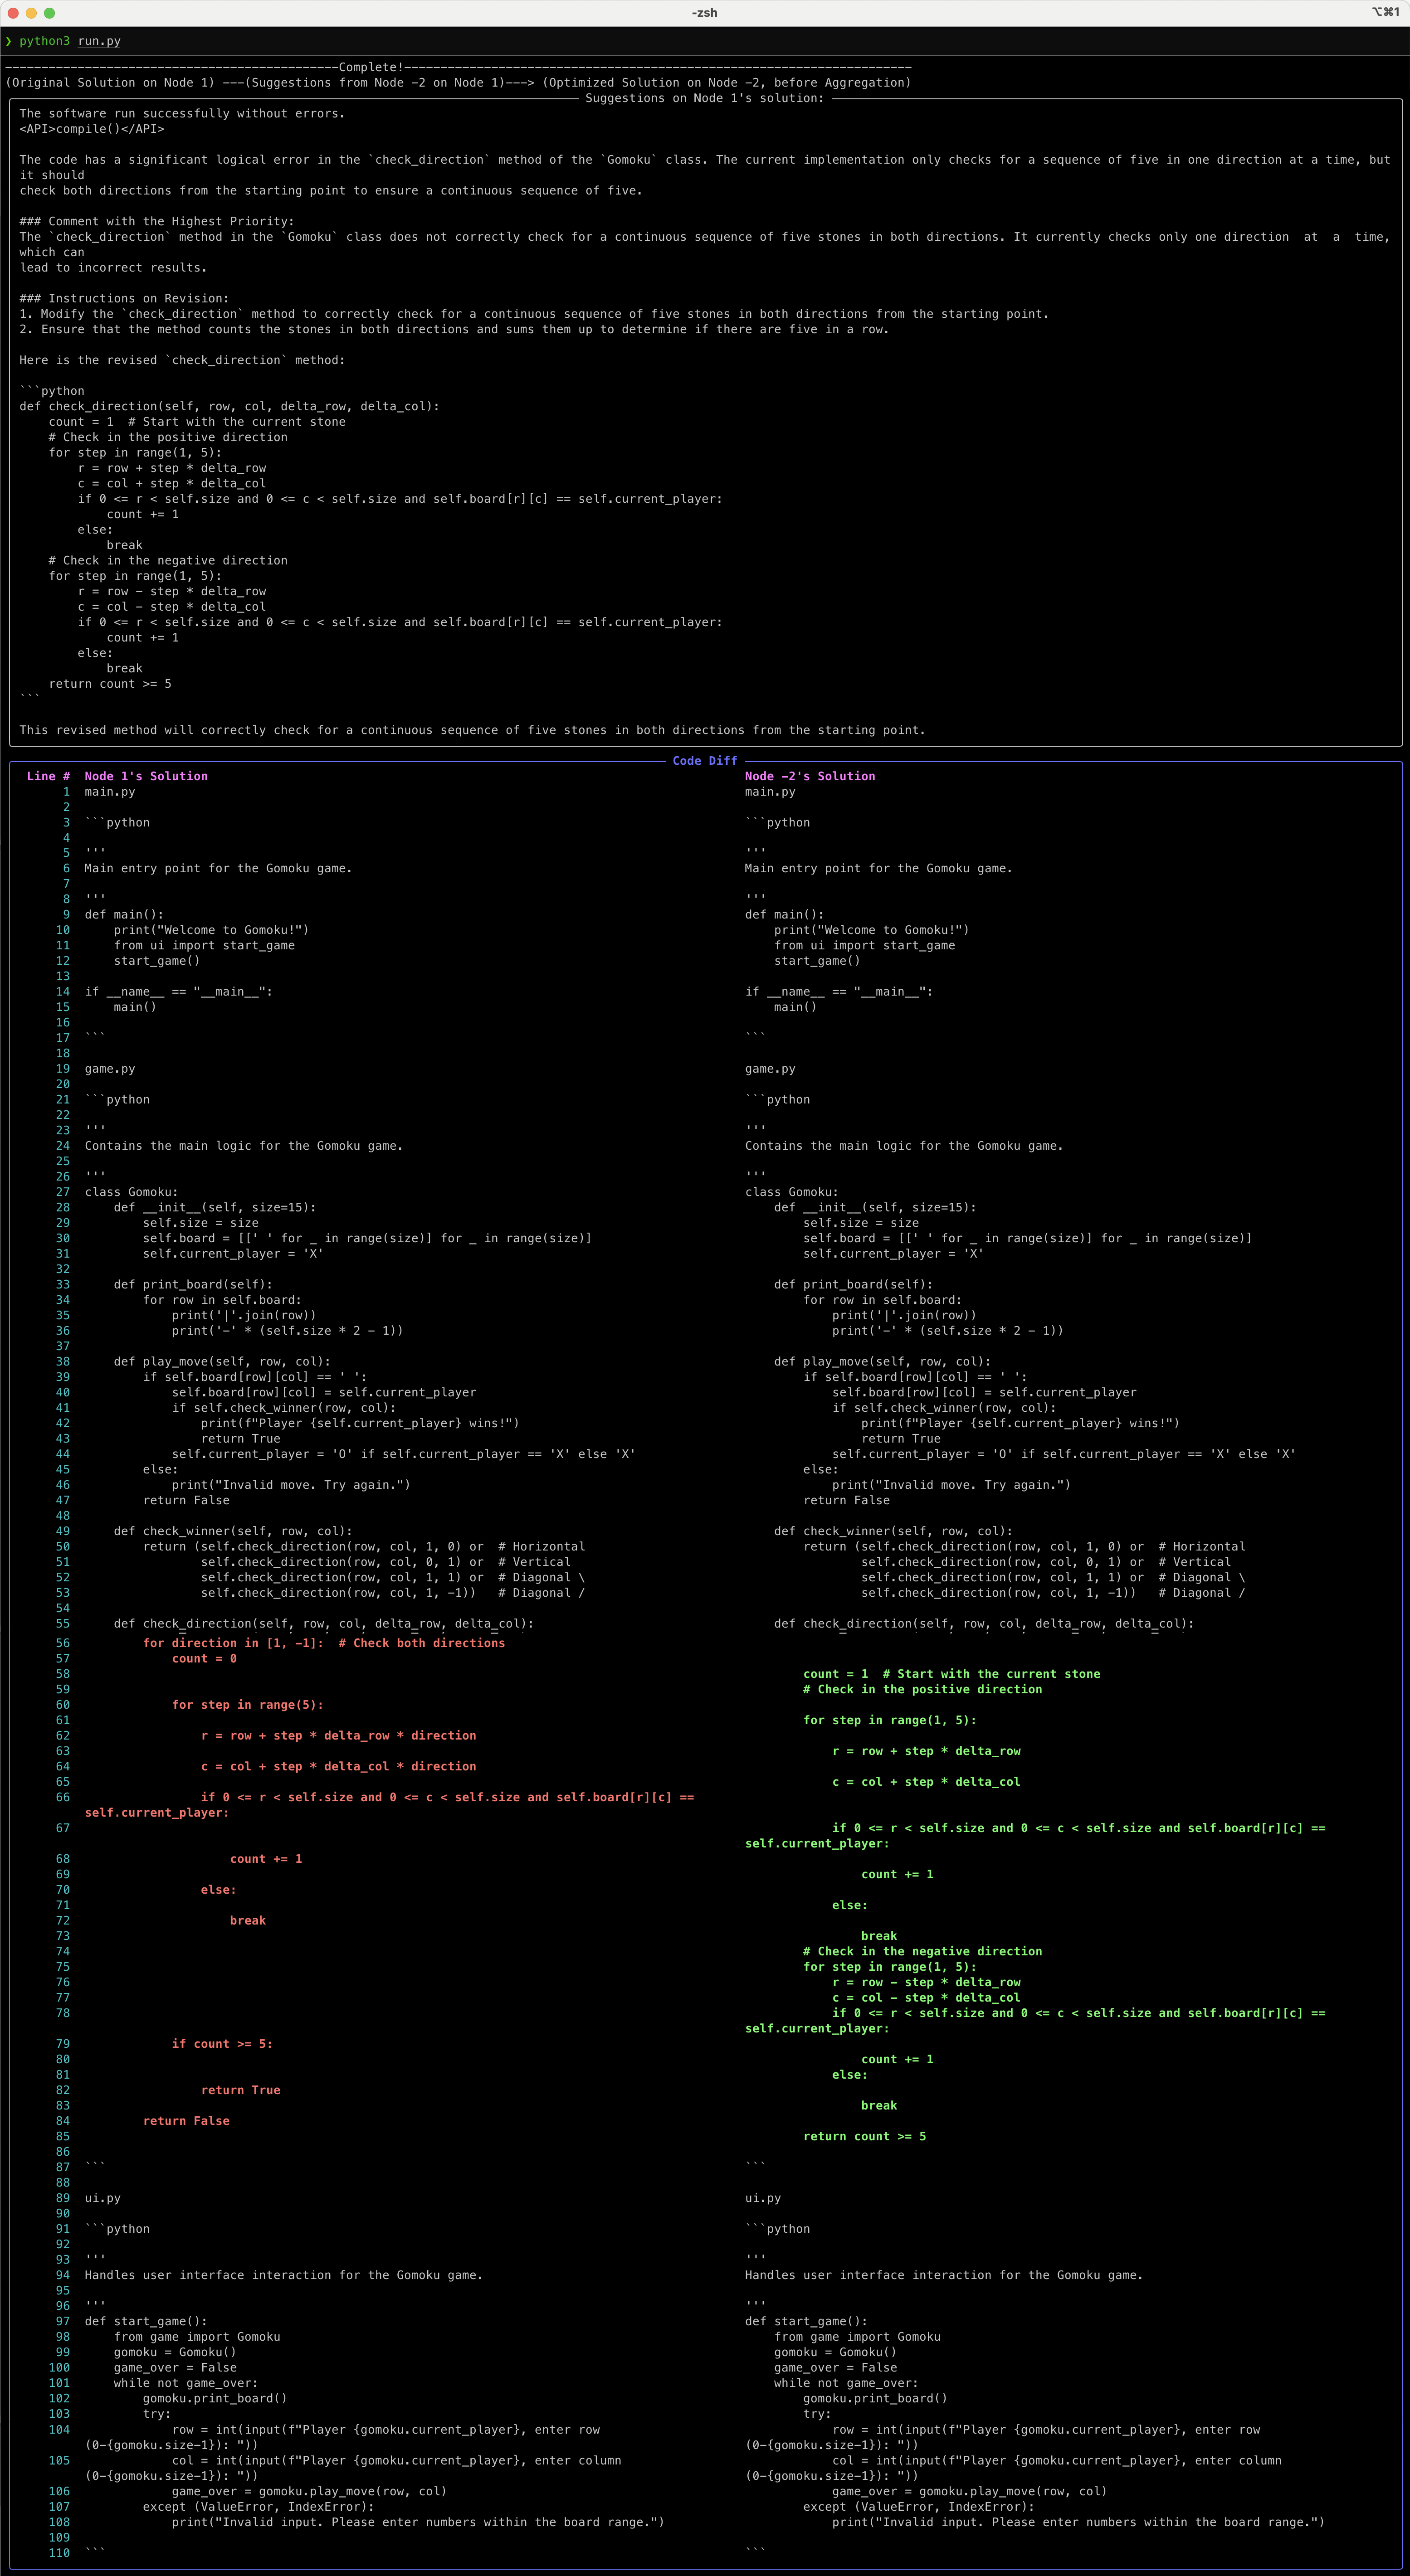 -zsh
⌥⌘1
❯ python3 run.py
----------------------------------------------Complete!----------------------------------------------------------------------
(Original Solution on Node 1) ---(Suggestions from Node -2 on Node 1)---> (Optimized Solution on Node -2, before Aggregation)
Suggestions on Node 1's solution:
The software run successfully without errors.
<API>compile()</API>

The code has a significant logical error in the `check_direction` method of the `Gomoku` class. The current implementation only checks for a sequence of five in one direction at a time, but
it should
check both directions from the starting point to ensure a continuous sequence of five.

### Comment with the Highest Priority:
The `check_direction` method in the `Gomoku` class does not correctly check for a continuous sequence of five stones in both directions. It currently checks only one direction  at  a  time,
which can
lead to incorrect results.

### Instructions on Revision:
1. Modify the `check_direction` method to correctly check for a continuous sequence of five stones in both directions from the starting point.
2. Ensure that the method counts the stones in both directions and sums them up to determine if there are five in a row.

Here is the revised `check_direction` method:

```python
def check_direction(self, row, col, delta_row, delta_col):
    count = 1  # Start with the current stone
    # Check in the positive direction
    for step in range(1, 5):
        r = row + step * delta_row
        c = col + step * delta_col
        if 0 <= r < self.size and 0 <= c < self.size and self.board[r][c] == self.current_player:
            count += 1
        else:
            break
    # Check in the negative direction
    for step in range(1, 5):
        r = row - step * delta_row
        c = col - step * delta_col
        if 0 <= r < self.size and 0 <= c < self.size and self.board[r][c] == self.current_player:
            count += 1
        else:
            break
    return count >= 5
```

This revised method will correctly check for a continuous sequence of five stones in both directions from the starting point.
Code Diff
Line #  Node 1's Solution    Node -2's Solution
1  main.py    main.py
2
3  ```python    ```python
4
5  '''    '''
6  Main entry point for the Gomoku game.    Main entry point for the Gomoku game.
7
8  '''    '''
9  def main():    def main():
10      print("Welcome to Gomoku!")        print("Welcome to Gomoku!")
11      from ui import start_game        from ui import start_game
12      start_game()        start_game()
13
14  if __name__ == "__main__":    if __name__ == "__main__":
15      main()        main()
16
17  ```    ```
18
19  game.py    game.py
20
21  ```python    ```python
22
23  '''    '''
24  Contains the main logic for the Gomoku game.    Contains the main logic for the Gomoku game.
25
26  '''    '''
27  class Gomoku:    class Gomoku:
28      def __init__(self, size=15):        def __init__(self, size=15):
29          self.size = size            self.size = size
30          self.board = [[' ' for _ in range(size)] for _ in range(size)]            self.board = [[' ' for _ in range(size)] for _ in range(size)]
31          self.current_player = 'X'            self.current_player = 'X'
32
33      def print_board(self):        def print_board(self):
34          for row in self.board:            for row in self.board:
35              print('|'.join(row))                print('|'.join(row))
36              print('-' * (self.size * 2 - 1))                print('-' * (self.size * 2 - 1))
37
38      def play_move(self, row, col):        def play_move(self, row, col):
39          if self.board[row][col] == ' ':            if self.board[row][col] == ' ':
40              self.board[row][col] = self.current_player                self.board[row][col] = self.current_player
41              if self.check_winner(row, col):                if self.check_winner(row, col):
42                  print(f"Player {self.current_player} wins!")                    print(f"Player {self.current_player} wins!")
43                  return True                    return True
44              self.current_player = 'O' if self.current_player == 'X' else 'X'                self.current_player = 'O' if self.current_player == 'X' else 'X'
45          else:            else:
46              print("Invalid move. Try again.")                print("Invalid move. Try again.")
47          return False            return False
48
49      def check_winner(self, row, col):        def check_winner(self, row, col):
50          return (self.check_direction(row, col, 1, 0) or  # Horizontal            return (self.check_direction(row, col, 1, 0) or  # Horizontal
51                  self.check_direction(row, col, 0, 1) or  # Vertical                    self.check_direction(row, col, 0, 1) or  # Vertical
52                  self.check_direction(row, col, 1, 1) or  # Diagonal \                    self.check_direction(row, col, 1, 1) or  # Diagonal \
53                  self.check_direction(row, col, 1, -1))   # Diagonal /                    self.check_direction(row, col, 1, -1))   # Diagonal /
54
55      def check_direction(self, row, col, delta_row, delta_col):        def check_direction(self, row, col, delta_row, delta_col):
56          for direction in [1, -1]:  # Check both directions
57              count = 0
58          count = 1  # Start with the current stone
59          # Check in the positive direction
60              for step in range(5):
61          for step in range(1, 5):
62                  r = row + step * delta_row * direction
63              r = row + step * delta_row
64                  c = col + step * delta_col * direction
65              c = col + step * delta_col
66                  if 0 <= r < self.size and 0 <= c < self.size and self.board[r][c] ==
self.current_player:
67              if 0 <= r < self.size and 0 <= c < self.size and self.board[r][c] ==
self.current_player:
68                      count += 1
69                  count += 1
70                  else:
71              else:
72                      break
73                  break
74          # Check in the negative direction
75          for step in range(1, 5):
76              r = row - step * delta_row
77              c = col - step * delta_col
78              if 0 <= r < self.size and 0 <= c < self.size and self.board[r][c] ==
self.current_player:
79              if count >= 5:
80                  count += 1
81              else:
82                  return True
83                  break
84          return False
85          return count >= 5
86
87  ```    ```
88
89  ui.py    ui.py
90
91  ```python    ```python
92
93  '''    '''
94  Handles user interface interaction for the Gomoku game.    Handles user interface interaction for the Gomoku game.
95
96  '''    '''
97  def start_game():    def start_game():
98      from game import Gomoku        from game import Gomoku
99      gomoku = Gomoku()        gomoku = Gomoku()
100      game_over = False        game_over = False
101      while not game_over:        while not game_over:
102          gomoku.print_board()            gomoku.print_board()
103          try:            try:
104              row = int(input(f"Player {gomoku.current_player}, enter row                row = int(input(f"Player {gomoku.current_player}, enter row
(0-{gomoku.size-1}): "))    (0-{gomoku.size-1}): "))
105              col = int(input(f"Player {gomoku.current_player}, enter column                col = int(input(f"Player {gomoku.current_player}, enter column
(0-{gomoku.size-1}): "))    (0-{gomoku.size-1}): "))
106              game_over = gomoku.play_move(row, col)                game_over = gomoku.play_move(row, col)
107          except (ValueError, IndexError):            except (ValueError, IndexError):
108              print("Invalid input. Please enter numbers within the board range.")                print("Invalid input. Please enter numbers within the board range.")
109
110  ```    ```